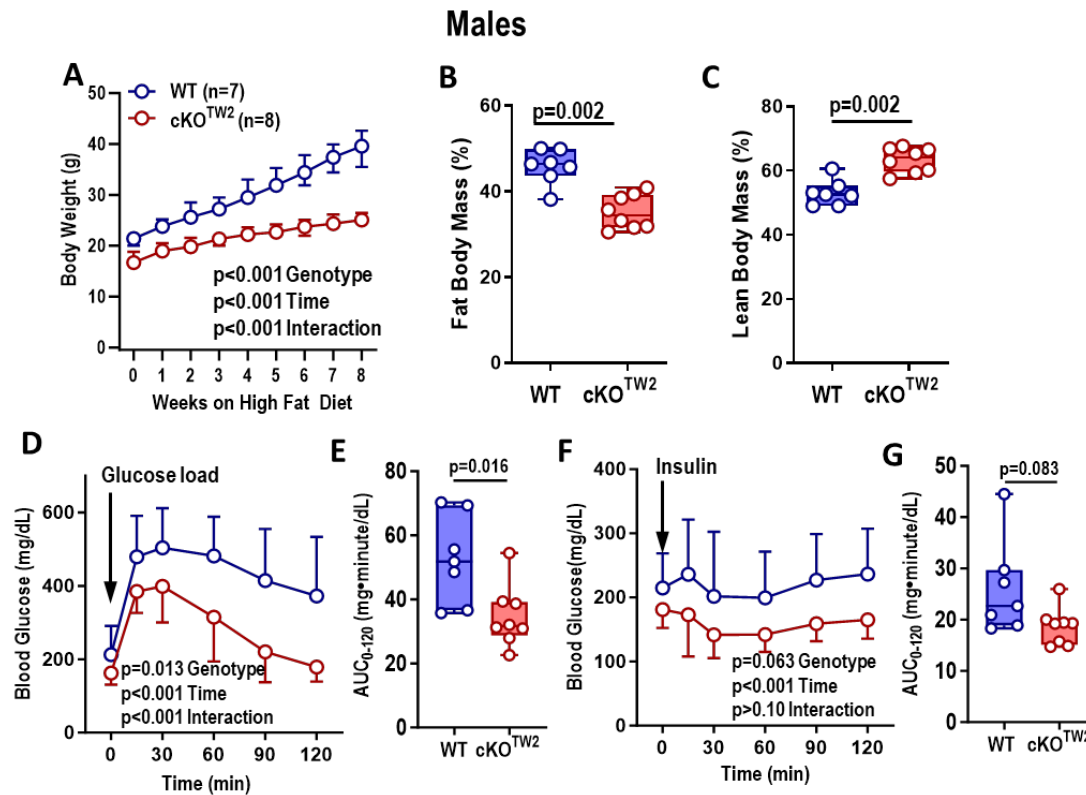 Males
A
WT (n=7)
cKO^TW2 (n=8)
50
40
30
20
10
0
Body Weight (g)
p<0.001 Genotype
p<0.001 Time
p<0.001 Interaction
0 1 2 3 4 5 6 7 8
Weeks on High Fat Diet
B
p=0.002
60
40
20
0
Fat Body Mass (%)
WT cKO^TW2
C
p=0.002
80
60
40
20
0
Lean Body Mass (%)
WT cKO^TW2
D
Glucose load
600
400
200
0
Blood Glucose (mg/dL)
p=0.013 Genotype
p<0.001 Time
p<0.001 Interaction
0 30 60 90 120
Time (min)
E
p=0.016
80
60
40
20
0
AUC0-120 (mg•minute/dL)
WT cKO^TW2
F
Insulin
400
300
200
100
0
Blood Glucose(mg/dL)
p=0.063 Genotype
p<0.001 Time
p>0.10 Interaction
0 30 60 90 120
Time (min)
G
p=0.083
50
40
30
20
10
0
AUC0-120 (mg•minute/dL)
WT cKO^TW2